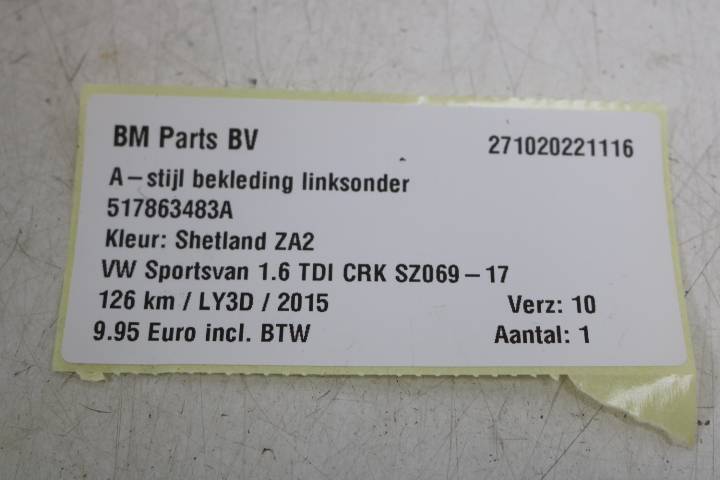 BM Parts BV 271020221116
A-stijl bekleding linksonder
517863483A
Kleur: Shetland ZA2
VW Sportsvan 1.6 TDI CRK SZ069-17
126 km / LY3D / 2015 Verz: 10
9.95 Euro incl. BTW Aantal: 1